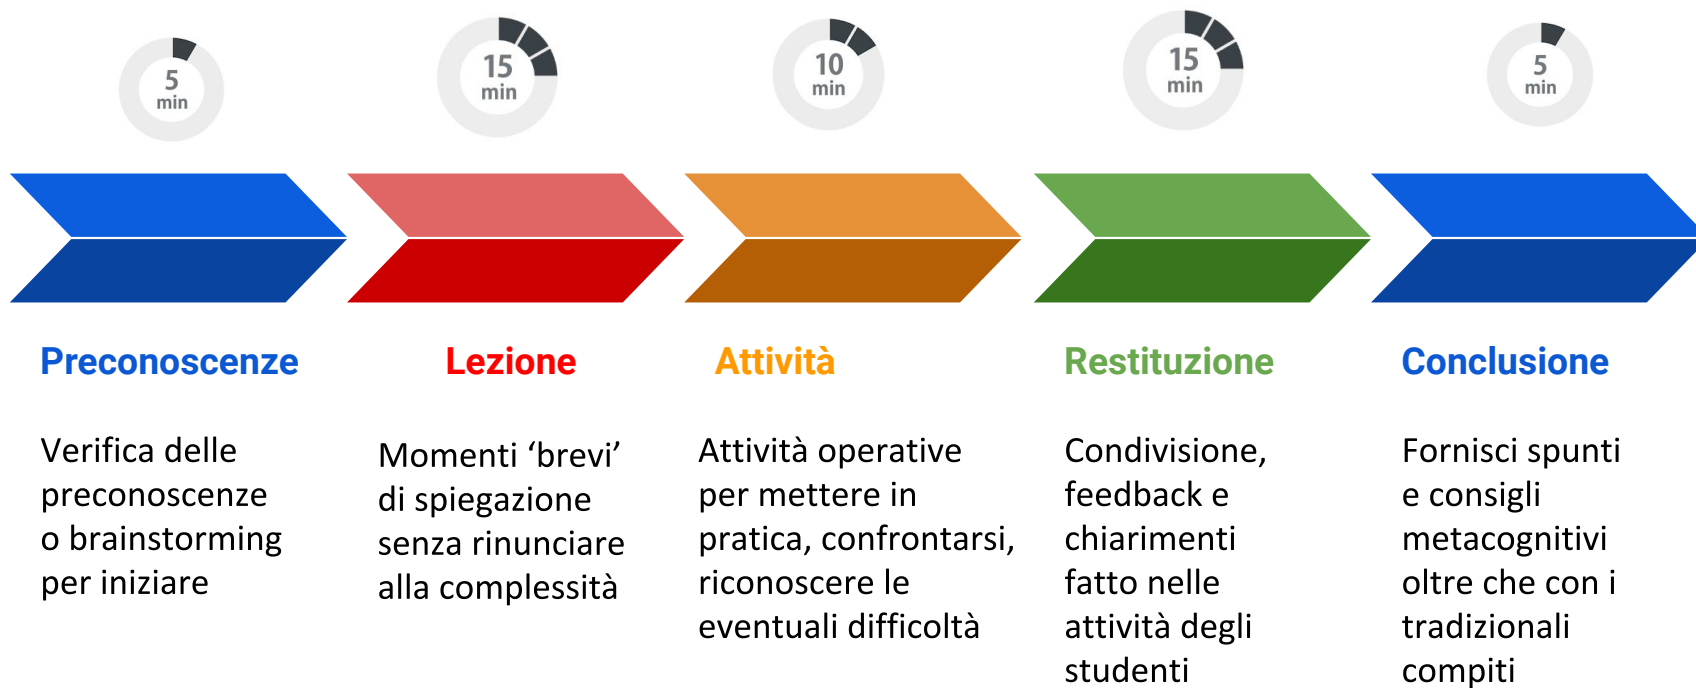 5
min
15
min
10
min
15
min
5
min
Preconoscenze
Verifica delle
preconoscenze
o brainstorming
per iniziare
Lezione
Momenti ‘brevi’
di spiegazione
senza rinunciare
alla complessità
Attività
Attività operative
per mettere in
pratica, confrontarsi,
riconoscere le
eventuali difficoltà
Restituzione
Condivisione,
feedback e
chiarimenti
fatto nelle
attività degli
studenti
Conclusione
Fornisci spunti
e consigli
metacognitivi
oltre che con i
tradizionali
compiti